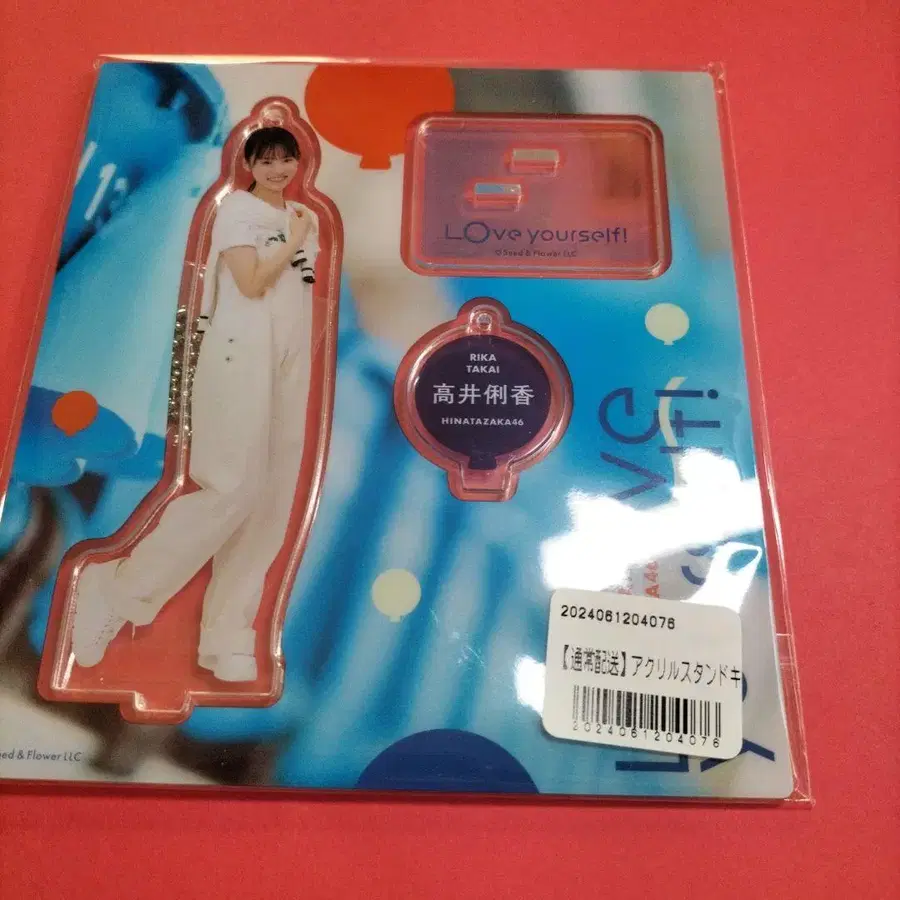 LOve yourself!
© Seed & Flower LLC
RIKA
TAKAI
高井俐香
HINATAZAKA46
2024061204076
【通常配送】アクリルスタンドキ
2024061204076
eed & Flower LLC